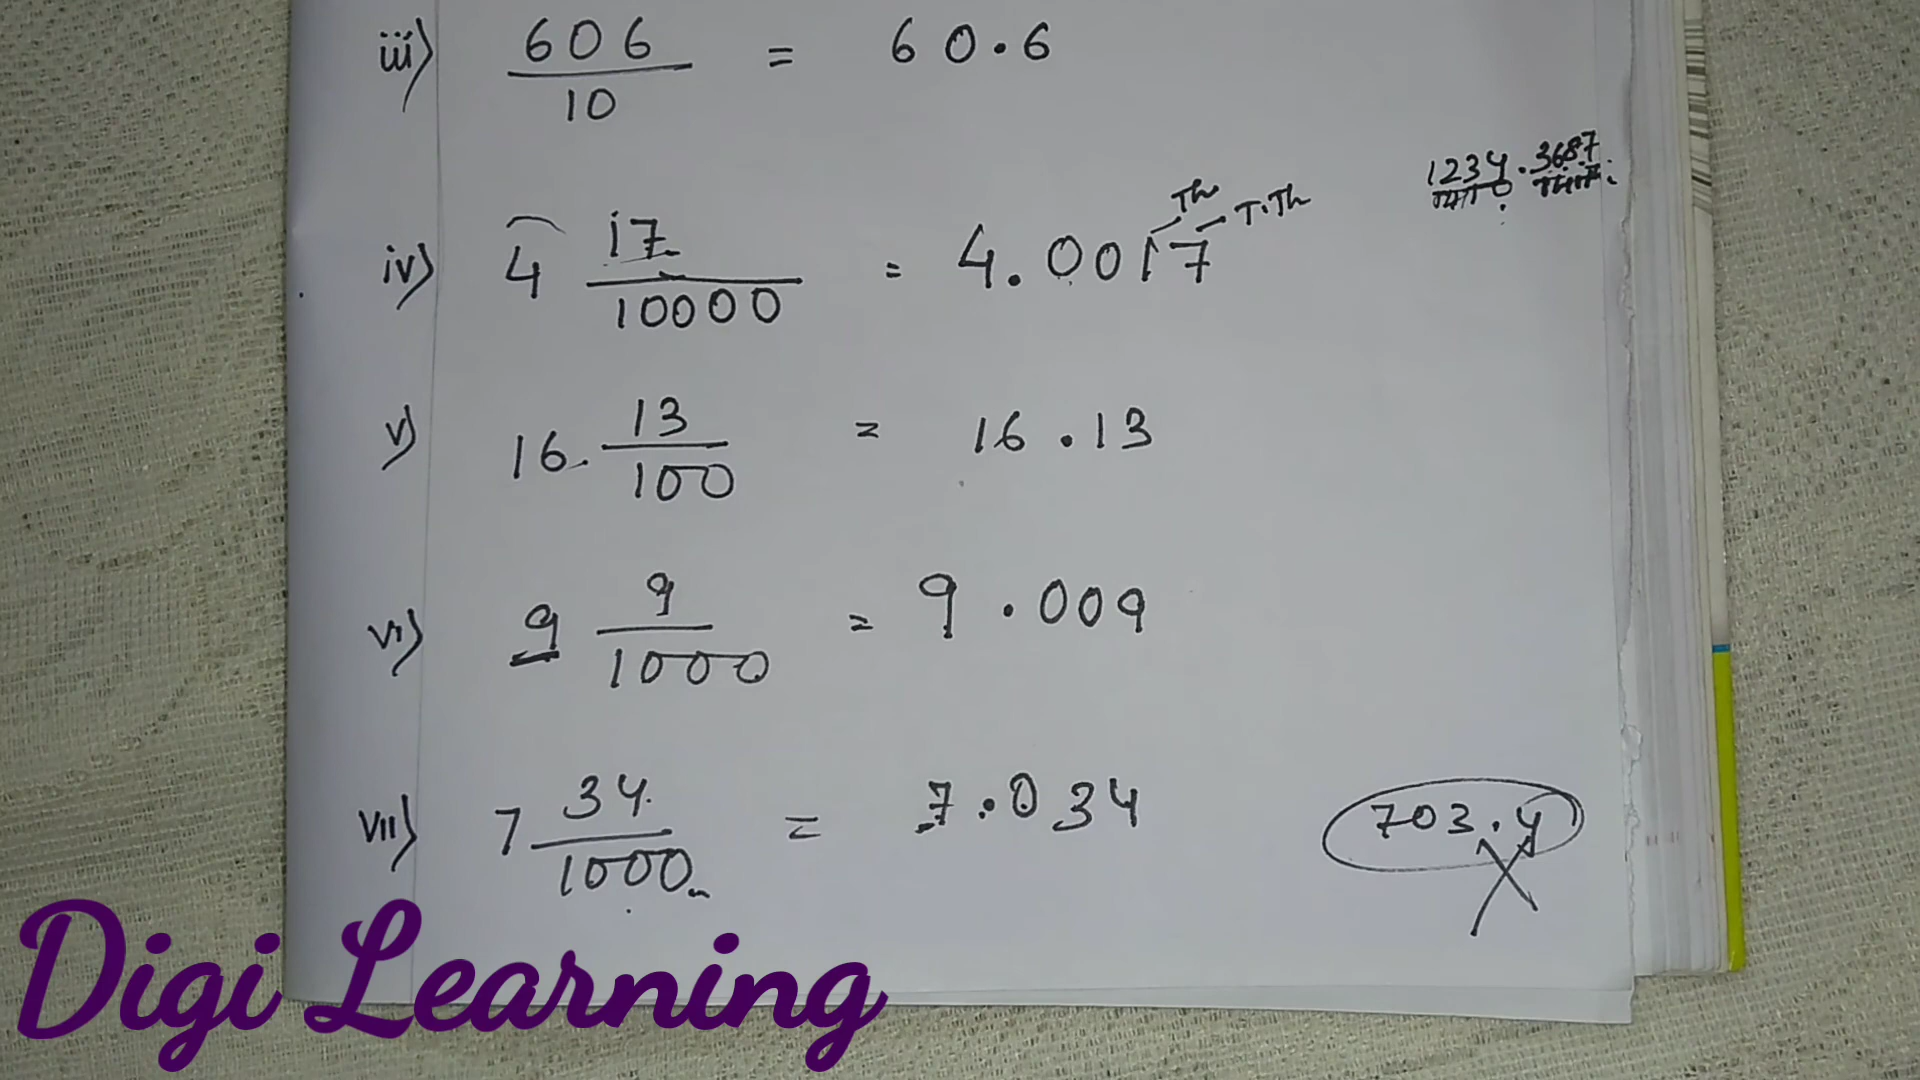 iii) 606/10 = 60.6
1234.3687
Th T.Th
iv) 4 17/10000 = 4.0017
v) 16. 13/100 = 16.13
vi) 9 9/1000 = 9.009
vii) 7 34/1000 = 7.034
703.4
Digi Learning